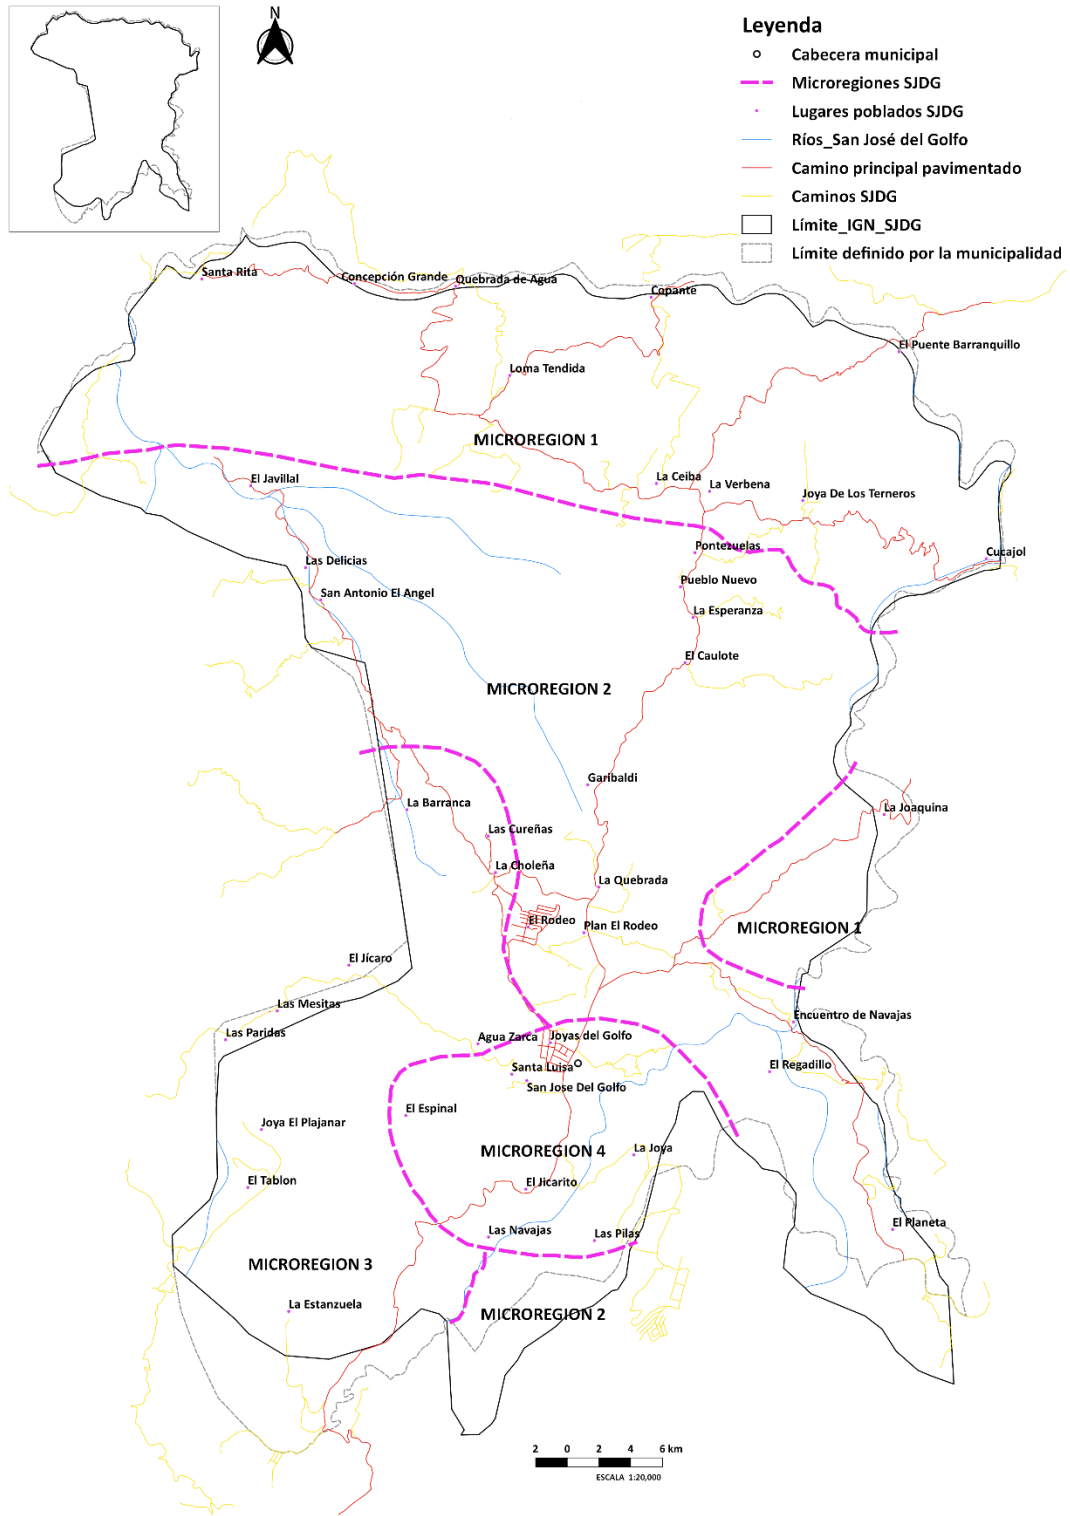 N
Leyenda
Cabecera municipal
Microregiones SJDG
Lugares poblados SJDG
Ríos_San José del Golfo
Camino principal pavimentado
Caminos SJDG
Límite_IGN_SJDG
Límite definido por la municipalidad
Santa Rita
Concepción Grande
Quebrada de Agua
Copante
El Puente Barranquillo
Loma Tendida
MICROREGION 1
El Javillal
La Ceiba
La Verbena
Joya De Los Terneros
Pontezuelas
Cucajol
Las Delicias
Pueblo Nuevo
San Antonio El Angel
La Esperanza
El Caulote
MICROREGION 2
Garibaldi
La Barranca
La Joaquina
Las Cureñas
La Choleña
La Quebrada
El Rodeo
Plan El Rodeo
MICROREGION 1
El Jícaro
Las Mesitas
Encuentro de Navajas
Las Paridas
Agua Zarca
Joyas del Golfo
Santa Luisa
El Regadillo
San Jose Del Golfo
El Espinal
Joya El Plajanar
MICROREGION 4
La Joya
El Tablon
El Jicarito
Las Navajas
Las Pilas
El Planeta
MICROREGION 3
La Estanzuela
MICROREGION 2
2 0 2 4 6 km
ESCALA 1:20,000